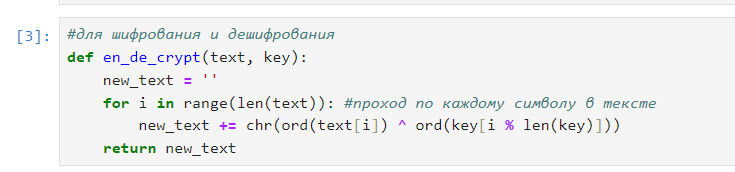 [3]: #для шифрования и дешифрования
def en_de_crypt(text, key):
    new_text = ''
    for i in range(len(text)): #проход по каждому символу в тексте
        new_text += chr(ord(text[i]) ^ ord(key[i % len(key)]))
    return new_text